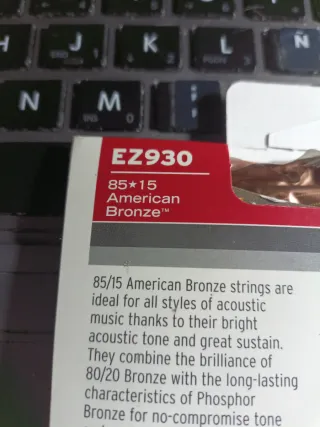 H J K L Ñ
N M
INS 0
EZ930
85★15
American
Bronze™
85/15 American Bronze strings are
ideal for all styles of acoustic
music thanks to their bright
acoustic tone and great sustain.
They combine the brilliance of
80/20 Bronze with the long-lasting
characteristics of Phosphor
Bronze for no-compromise tone